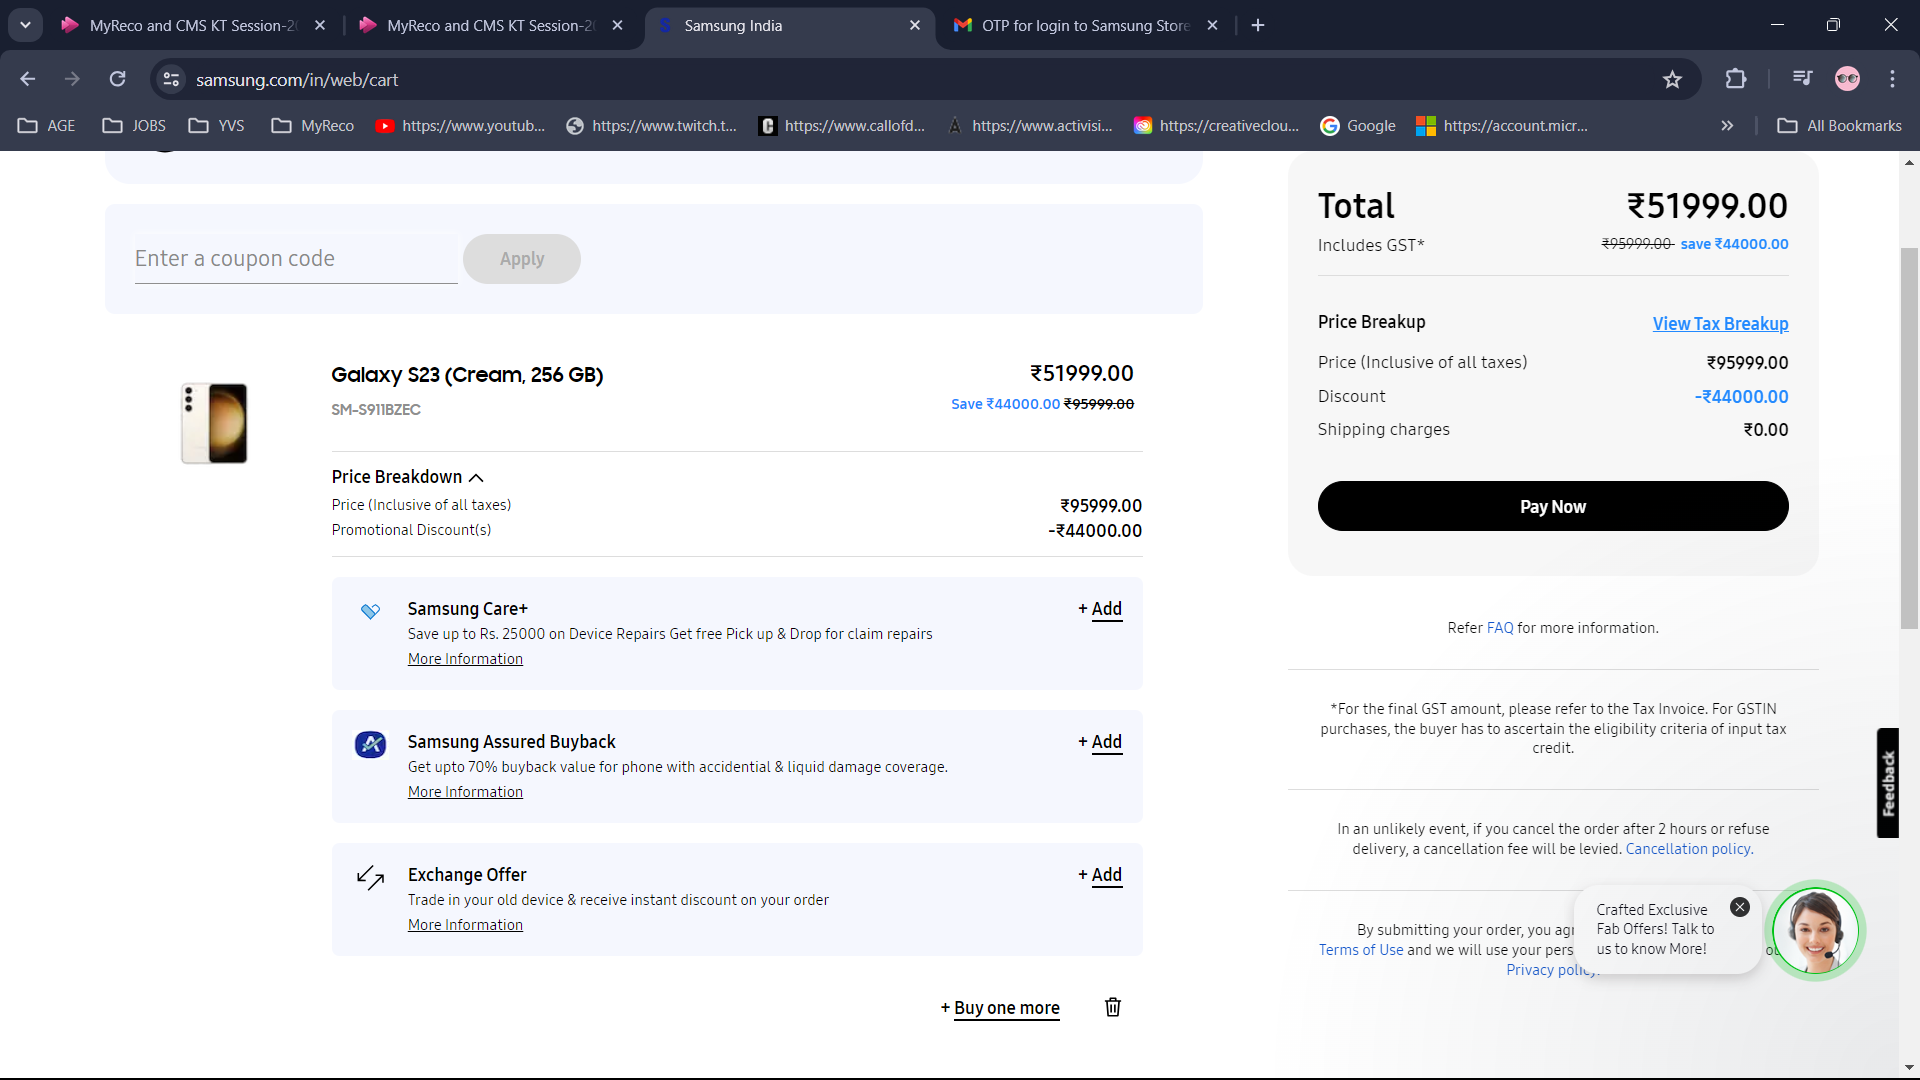 MyReco and CMS KT Session-20
MyReco and CMS KT Session-20
Samsung India
OTP for login to Samsung Store
samsung.com/in/web/cart
AGE
JOBS
YVS
MyReco
https://www.youtub...
https://www.twitch.t...
https://www.callofd...
https://www.activisi...
https://creativeclou...
Google
https://account.micr...
All Bookmarks
Enter a coupon code
Apply
Galaxy S23 (Cream, 256 GB)
₹51999.00
SM-S911BZEC
Save ₹44000.00 ₹95999.00
Price Breakdown
Price (Inclusive of all taxes)
₹95999.00
Promotional Discount(s)
-₹44000.00
Samsung Care+
+ Add
Save up to Rs. 25000 on Device Repairs Get free Pick up & Drop for claim repairs
More Information
Samsung Assured Buyback
+ Add
Get upto 70% buyback value for phone with accidential & liquid damage coverage.
More Information
Exchange Offer
+ Add
Trade in your old device & receive instant discount on your order
More Information
+ Buy one more
Total
₹51999.00
Includes GST*
₹95999.00 save ₹44000.00
Price Breakup
View Tax Breakup
Price (Inclusive of all taxes)
₹95999.00
Discount
-₹44000.00
Shipping charges
₹0.00
Pay Now
Refer FAQ for more information.
*For the final GST amount, please refer to the Tax Invoice. For GSTIN
purchases, the buyer has to ascertain the eligibility criteria of input tax
credit.
In an unlikely event, if you cancel the order after 2 hours or refuse
delivery, a cancellation fee will be levied. Cancellation policy.
By submitting your order, you
Terms of Use and we will use your
Privacy policy.
Crafted Exclusive
Fab Offers! Talk to
us to know More!
Feedback